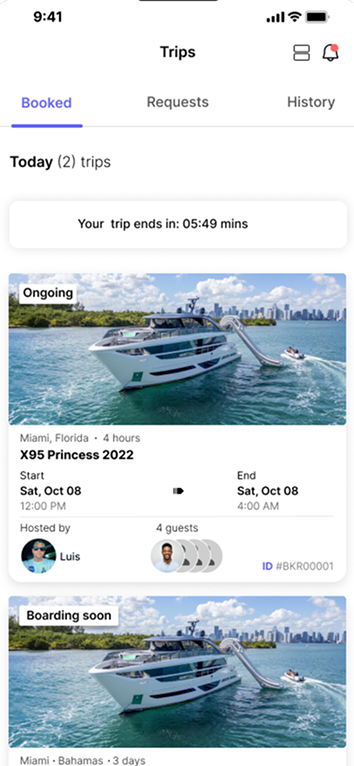 9:41
Trips
Booked Requests History
Today (2) trips
Your trip ends in: 05:49 mins
Ongoing
Miami, Florida • 4 hours
X95 Princess 2022
Start End
Sat, Oct 08 Sat, Oct 08
12:00 PM 4:00 AM
Hosted by 4 guests
Luis
ID #BKR00001
Boarding soon
Miami • Bahamas • 3 days